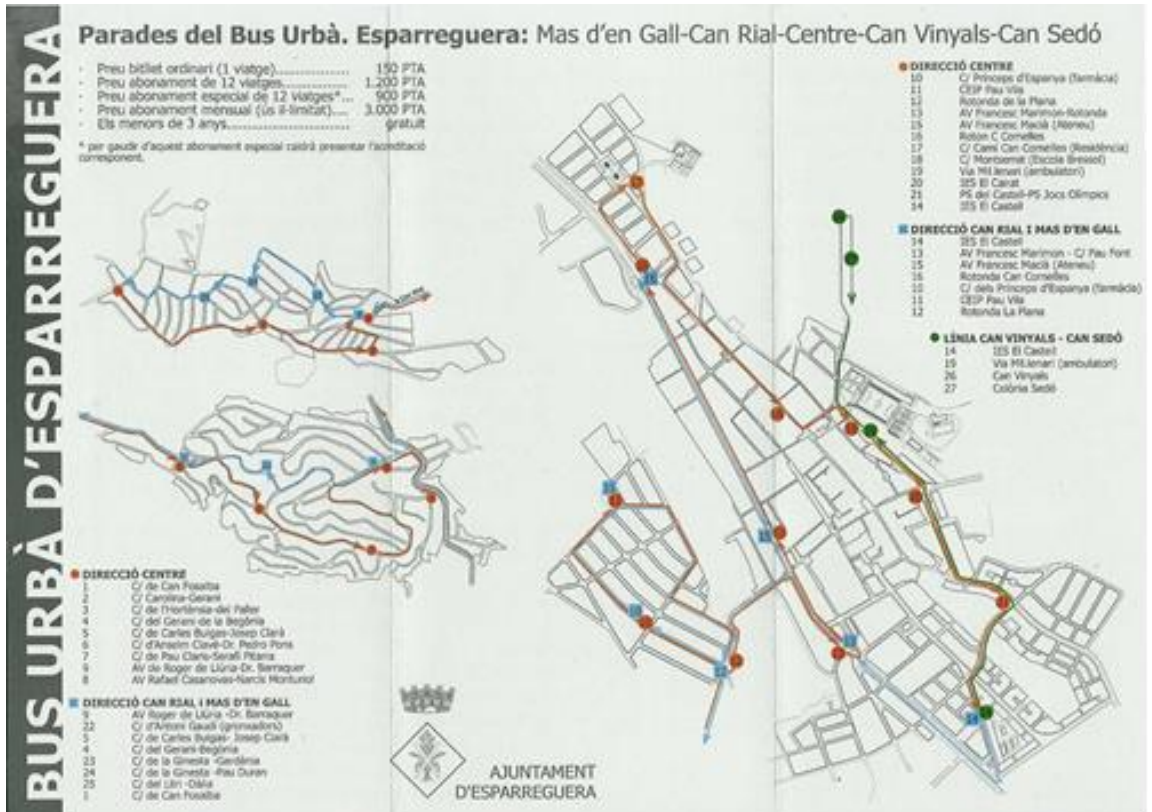 BUS URBÀ D'ESPARREGUERA
Parades del Bus Urbà. Esparreguera: Mas d'en Gall-Can Rial-Centre-Can Vinyals-Can Sedó
- Preu bitllet ordinari (1 viatge)............... 150 PTA
- Preu abonament de 12 viatges............... 1.200 PTA
- Preu abonament especial de 12 viatges*... 900 PTA
- Preu abonament mensual (ús il·limitat).... 3.000 PTA
- Els menors de 3 anys......................... gratuït
* per gaudir d'aquest abonament especial caldrà presentar l'acreditació
corresponent.
DIRECCIÓ CENTRE
10 C/ Princeps d'Espanya (farmàcia)
11 CEIP Pau Vila
12 Rotonda de la Plana
13 AV Francesc Marimon-Rotonda
15 AV Francesc Macià (Ateneu)
16 Roton C Comelles
17 C/ Camí Can Comelles (Residència)
18 C/ Montserrat (Escola Bressol)
19 Via Mil·lenari (ambulatori)
20 IES El Cairat
21 PS del Castell-PS Jocs Olímpics
14 IES El Castell
DIRECCIÓ CAN RIAL I MAS D'EN GALL
14 IES El Castell
13 AV Francesc Marimon - C/ Pau Font
15 AV Francesc Macià (Ateneu)
16 Rotonda Can Comelles
10 C/ dels Princeps d'Espanya (farmàcia)
11 CEIP Pau Vila
12 Rotonda La Plana
LÍNIA CAN VINYALS - CAN SEDÓ
14 IES El Castell
19 Via Mil·lenari (ambulatori)
26 Can Vinyals
27 Colònia Sedó
DIRECCIÓ CENTRE
1 C/ de Can Fosalba
2 C/ Carolina-Gerani
3 C/ de l'Hortènsia-del Paller
4 C/ del Gerani de la Begònia
5 C/ de Carles Buigas-Josep Clarà
6 C/ d'Anselm Clavé-Dr. Pedro Pons
7 C/ de Pau Claris-Serafí Pitarra
9 AV de Roger de Llúria-Dr. Barraquer
8 AV Rafael Casanovas-Narcís Monturiol
DIRECCIÓ CAN RIAL I MAS D'EN GALL
9 AV Roger de Llúria -Dr. Barraquer
22 C/ d'Antoni Gaudí (gronxadors)
5 C/ de Carles Buigas- Josep Clarà
4 C/ del Gerani-Begònia
23 C/ de la Ginesta -Gardènia
24 C/ de la Ginesta -Pau Duran
25 C/ del Lliri -Dàlia
1 C/ de Can Fosalba
AJUNTAMENT
D'ESPARREGUERA